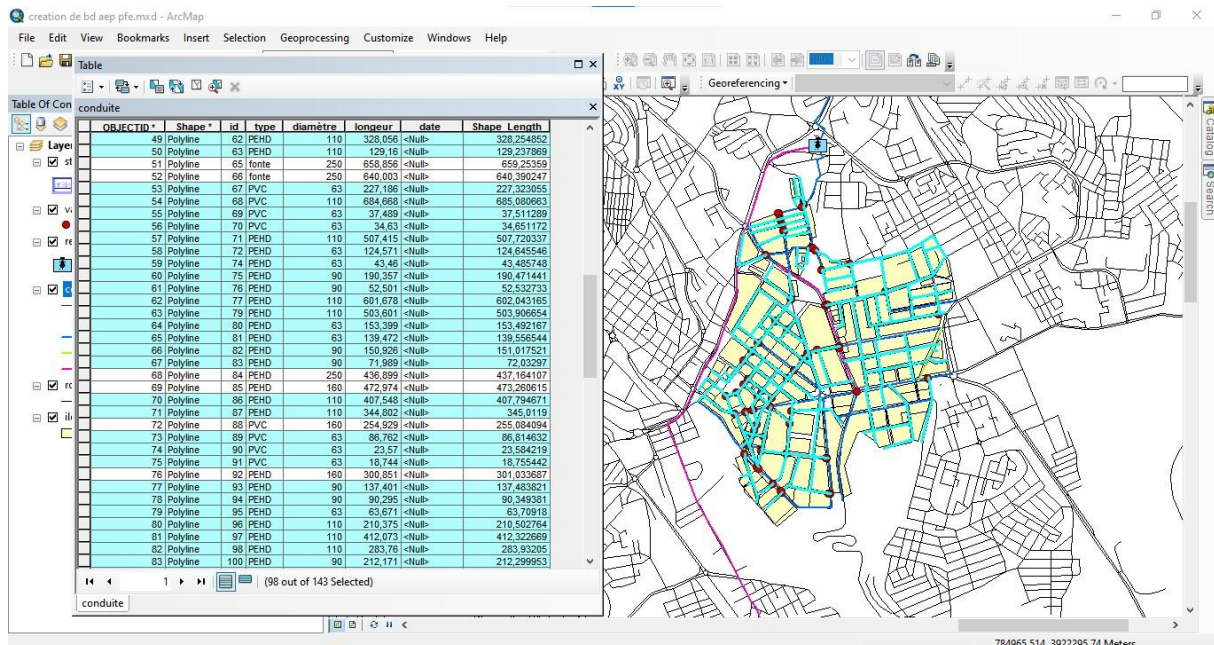 creation de bd aep pfe.mxd - ArcMap
File Edit View Bookmarks Insert Selection Geoprocessing Customize Windows Help
Table
Georeferencing
Table Of Con
conduite
Catalog
Search
Layer
OBJECTID * Shape * id type diamètre longeur date Shape_Length
49 Polyline 62 PEHD 110 328,056 <Null> 328,254852
50 Polyline 63 PEHD 110 129,16 <Null> 129,237869
51 Polyline 65 fonte 250 658,856 <Null> 659,25359
52 Polyline 66 fonte 250 640,003 <Null> 640,390247
53 Polyline 67 PVC 63 227,186 <Null> 227,323055
54 Polyline 68 PVC 110 684,668 <Null> 685,080663
55 Polyline 69 PVC 63 37,489 <Null> 37,511289
56 Polyline 70 PVC 63 34,63 <Null> 34,651172
57 Polyline 71 PEHD 110 507,415 <Null> 507,720337
58 Polyline 72 PEHD 63 124,571 <Null> 124,645546
59 Polyline 74 PEHD 63 43,46 <Null> 43,485748
60 Polyline 75 PEHD 90 190,357 <Null> 190,471441
61 Polyline 76 PEHD 90 52,501 <Null> 52,532733
62 Polyline 77 PEHD 110 601,678 <Null> 602,043165
63 Polyline 79 PEHD 110 503,601 <Null> 503,906654
64 Polyline 80 PEHD 63 153,399 <Null> 153,492167
65 Polyline 81 PEHD 63 139,472 <Null> 139,556544
66 Polyline 82 PEHD 90 150,926 <Null> 151,017521
67 Polyline 83 PEHD 90 71,989 <Null> 72,03297
68 Polyline 84 PEHD 250 436,899 <Null> 437,164107
69 Polyline 85 PEHD 160 472,974 <Null> 473,260615
70 Polyline 86 PEHD 110 407,548 <Null> 407,794671
71 Polyline 87 PEHD 110 344,802 <Null> 345,0119
72 Polyline 88 PVC 160 254,929 <Null> 255,084094
73 Polyline 89 PVC 63 86,762 <Null> 86,814632
74 Polyline 90 PVC 63 23,57 <Null> 23,584219
75 Polyline 91 PVC 63 18,744 <Null> 18,755442
76 Polyline 92 PEHD 160 300,851 <Null> 301,033687
77 Polyline 93 PEHD 90 137,401 <Null> 137,483821
78 Polyline 94 PEHD 90 90,295 <Null> 90,349381
79 Polyline 95 PEHD 63 63,671 <Null> 63,70918
80 Polyline 96 PEHD 110 210,375 <Null> 210,502764
81 Polyline 97 PEHD 110 412,073 <Null> 412,322669
82 Polyline 98 PEHD 110 283,76 <Null> 283,93205
83 Polyline 100 PEHD 90 212,171 <Null> 212,299953
1 (98 out of 143 Selected)
conduite
784965,514 3922295,74 Meters